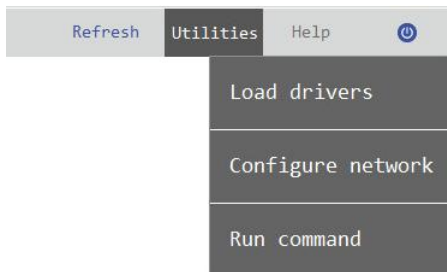 Refresh Utilities Help
Load drivers
Configure network
Run command